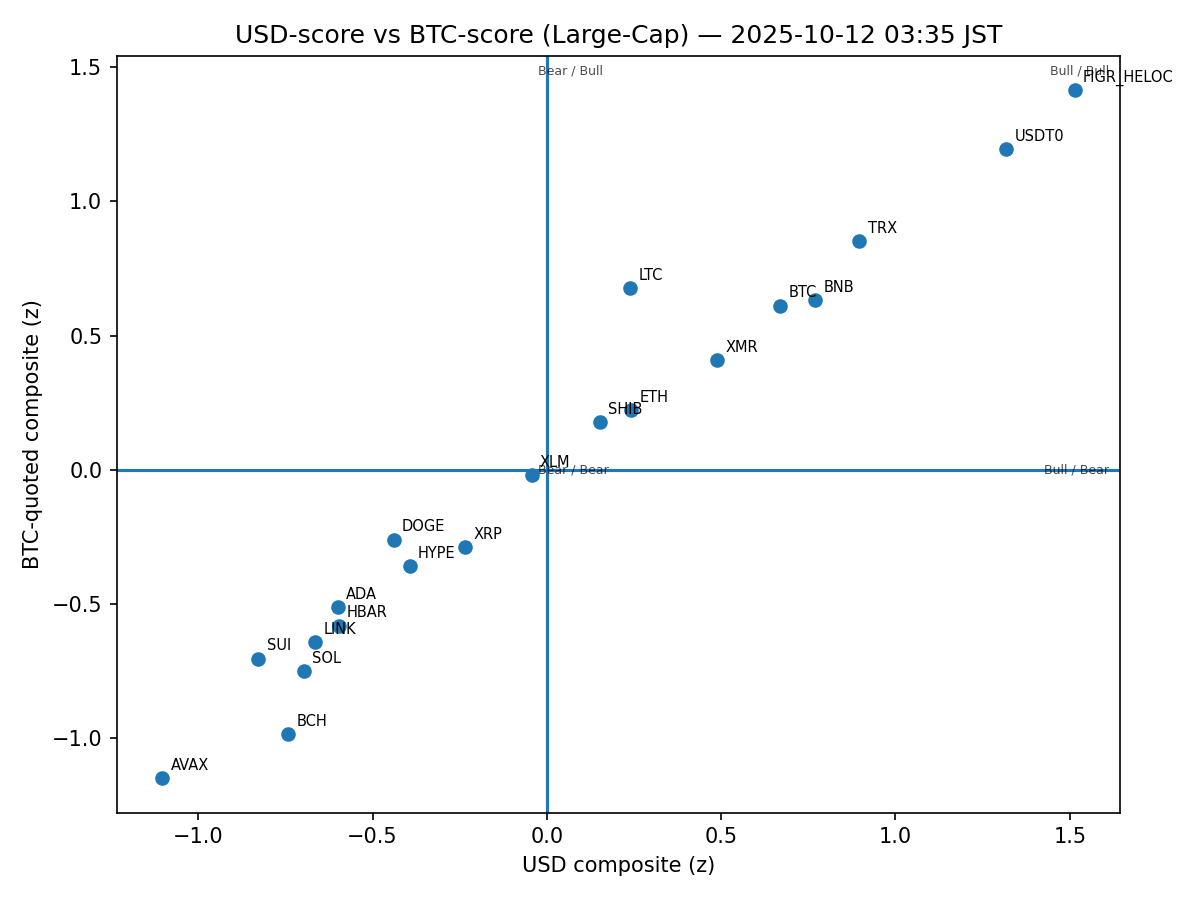 USD-score vs BTC-score (Large-Cap) — 2025-10-12 03:35 JST
Bear / Bull
Bull / Bull
FIGR_HELOC
USDT0
TRX
LTC
BTC
BNB
XMR
ETH
SHIB
XLM
Bear / Bear
Bull / Bear
DOGE
XRP
HYPE
ADA
HBAR
LINK
SUI
SOL
BCH
AVAX
1.5
1.0
0.5
0.0
−0.5
−1.0
BTC-quoted composite (z)
−1.0
−0.5
0.0
0.5
1.0
1.5
USD composite (z)